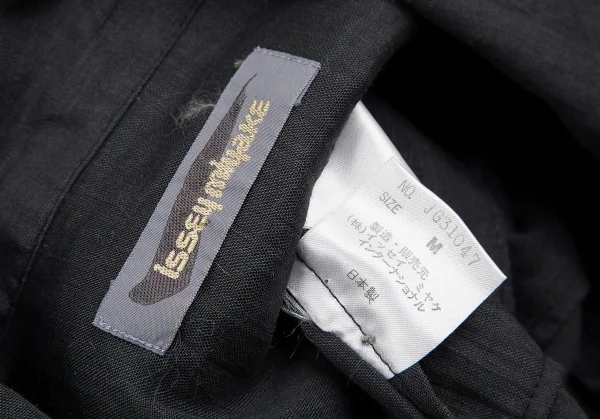 ISSEY MIYAKE
NO. JG31047
SIZE M
製造・販売元
(株)イッセイ ミヤケ
インターナショナル
日本製